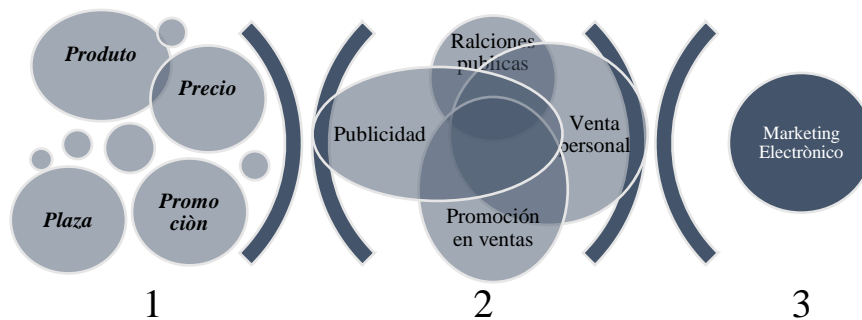 Produto
Precio
Plaza
Promo
ciòn
1
Ralciones
publicas
Publicidad
Venta
personal
Promoción
en ventas
2
Marketing
Electrònico
3